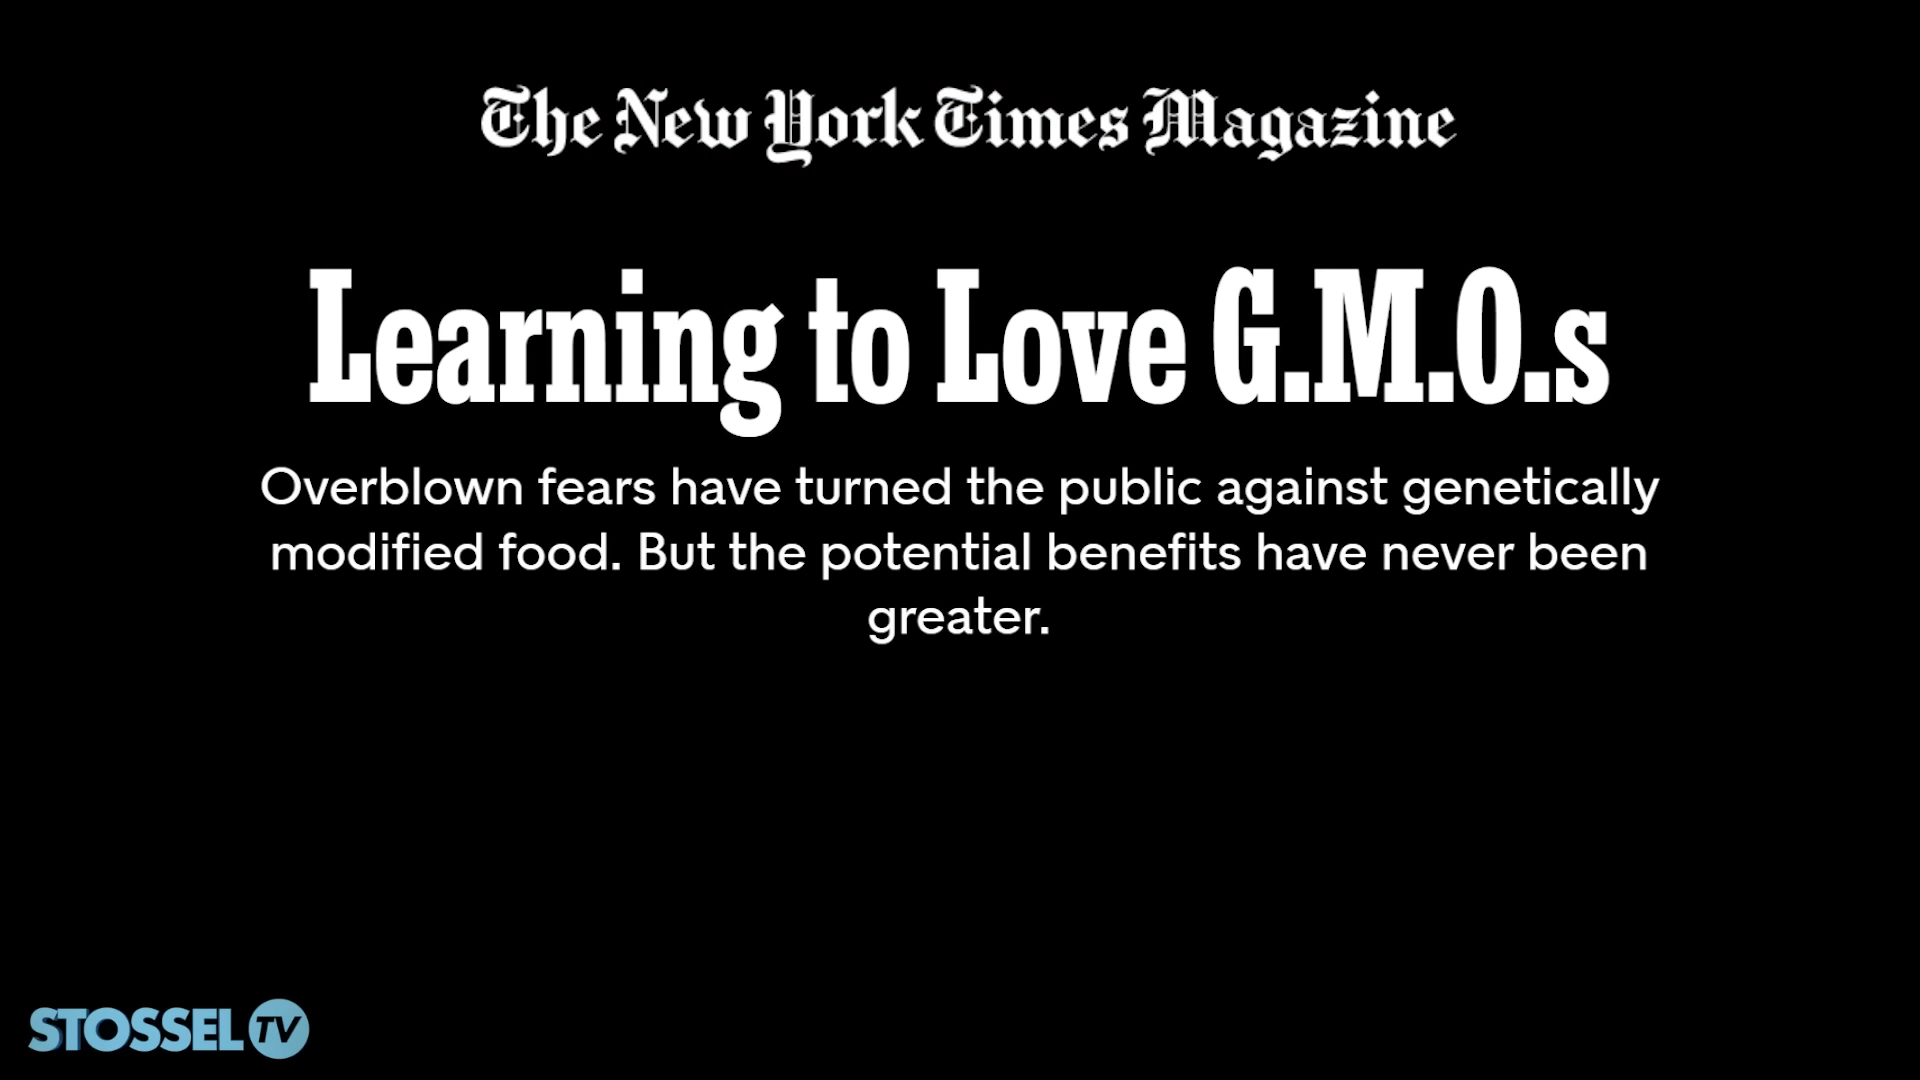 The New York Times Magazine
Learning to Love G.M.O.s
Overblown fears have turned the public against genetically
modified food. But the potential benefits have never been
greater.
STOSSEL TV